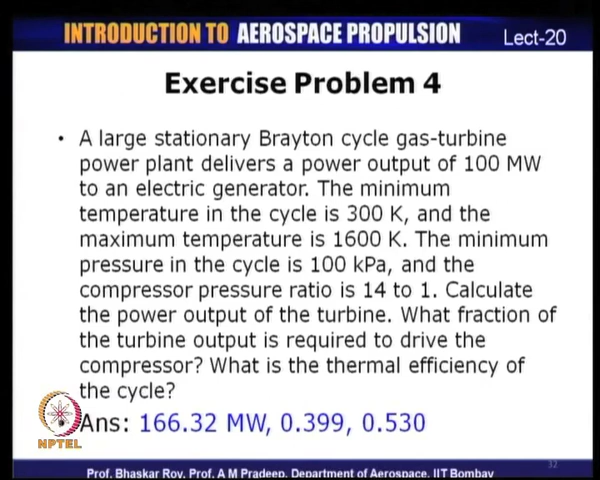 INTRODUCTION TO AEROSPACE PROPULSION
Lect-20
Exercise Problem 4
• A large stationary Brayton cycle gas-turbine
power plant delivers a power output of 100 MW
to an electric generator. The minimum
temperature in the cycle is 300 K, and the
maximum temperature is 1600 K. The minimum
pressure in the cycle is 100 kPa, and the
compressor pressure ratio is 14 to 1. Calculate
the power output of the turbine. What fraction of
the turbine output is required to drive the
compressor? What is the thermal efficiency of
the cycle?
Ans: 166.32 MW, 0.399, 0.530
NPTEL
32
Prof. Bhaskar Roy, Prof. A M Pradeep, Department of Aerospace, IIT Bombay